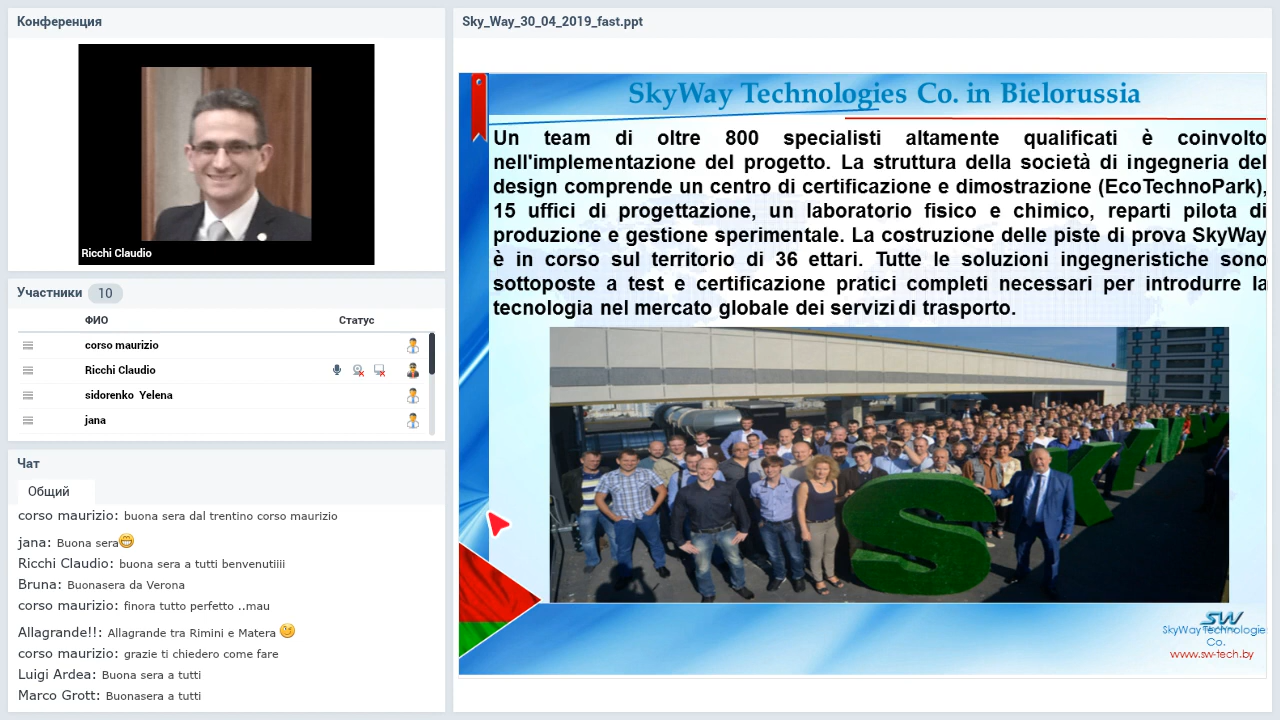 Конференция
Ricchi Claudio
Участники 10
ФИО Статус
corso maurizio
Ricchi Claudio
sidorenko Yelena
jana
Чат
Общий
corso maurizio: buona sera dal trentino corso maurizio
jana: Buona sera
Ricchi Claudio: buona sera a tutti benvenutiiii
Bruna: Buonasera da Verona
corso maurizio: finora tutto perfetto ..mau
Allagrande!!: Allagrande tra Rimini e Matera
corso maurizio: grazie ti chiedero come fare
Luigi Ardea: Buona sera a tutti
Marco Grott: Buonasera a tutti
Sky_Way_30_04_2019_fast.ppt
SkyWay Technologies Co. in Bielorussia
Un team di oltre 800 specialisti altamente qualificati è coinvolto
nell'implementazione del progetto. La struttura della società di ingegneria del
design comprende un centro di certificazione e dimostrazione (EcoTechnoPark),
15 uffici di progettazione, un laboratorio fisico e chimico, reparti pilota di
produzione e gestione sperimentale. La costruzione delle piste di prova SkyWay
è in corso sul territorio di 36 ettari. Tutte le soluzioni ingegneristiche sono
sottoposte a test e certificazione pratici completi necessari per introdurre la
tecnologia nel mercato globale dei servizi di trasporto.
SKYWAY
SW
SkyWay Technologie
Co.
www.sw-tech.by